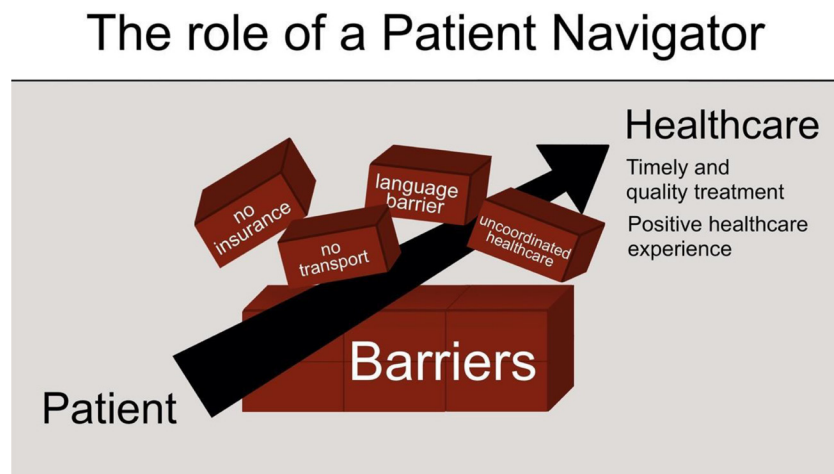 The role of a Patient Navigator
Healthcare
Timely and
quality treatment
Positive healthcare
experience
no
insurance
no
transport
language
barrier
uncoordinated
healthcare
Barriers
Patient